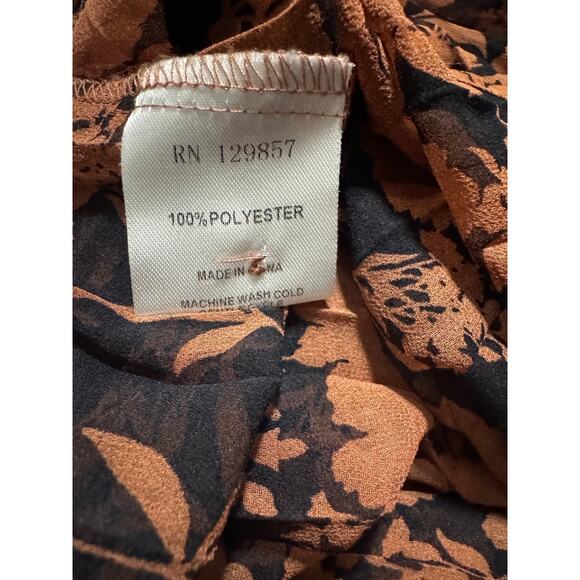 RN 129857
100%POLYESTER
MADE IN
MACHINE WASH COLD